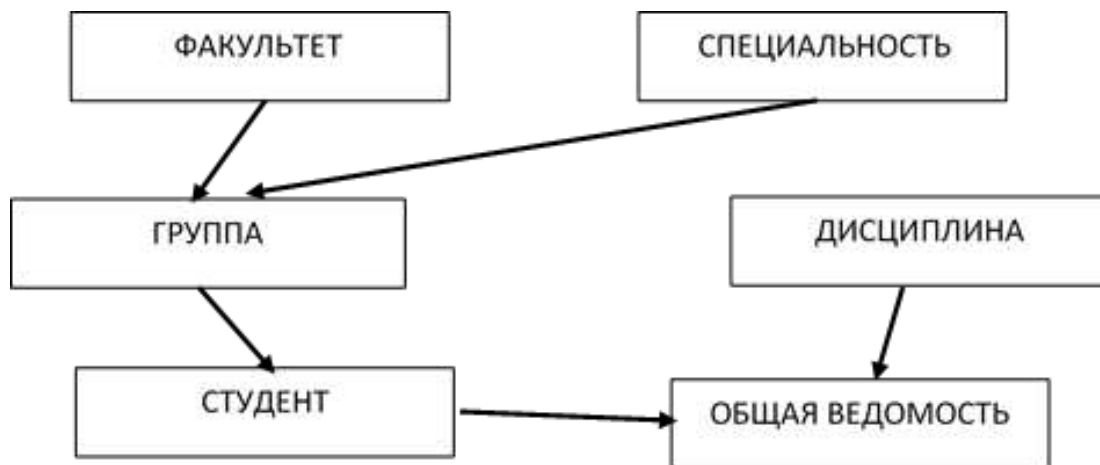 ФАКУЛЬТЕТ
СПЕЦИАЛЬНОСТЬ
ГРУППА
ДИСЦИПЛИНА
СТУДЕНТ
ОБЩАЯ ВЕДОМОСТЬ